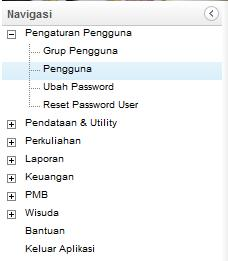 Navigasi
Pengaturan Pengguna
Grup Pengguna
Pengguna
Ubah Password
Reset Password User
Pendataan & Utility
Perkuliahan
Laporan
Keuangan
PMB
Wisuda
Bantuan
Keluar Aplikasi